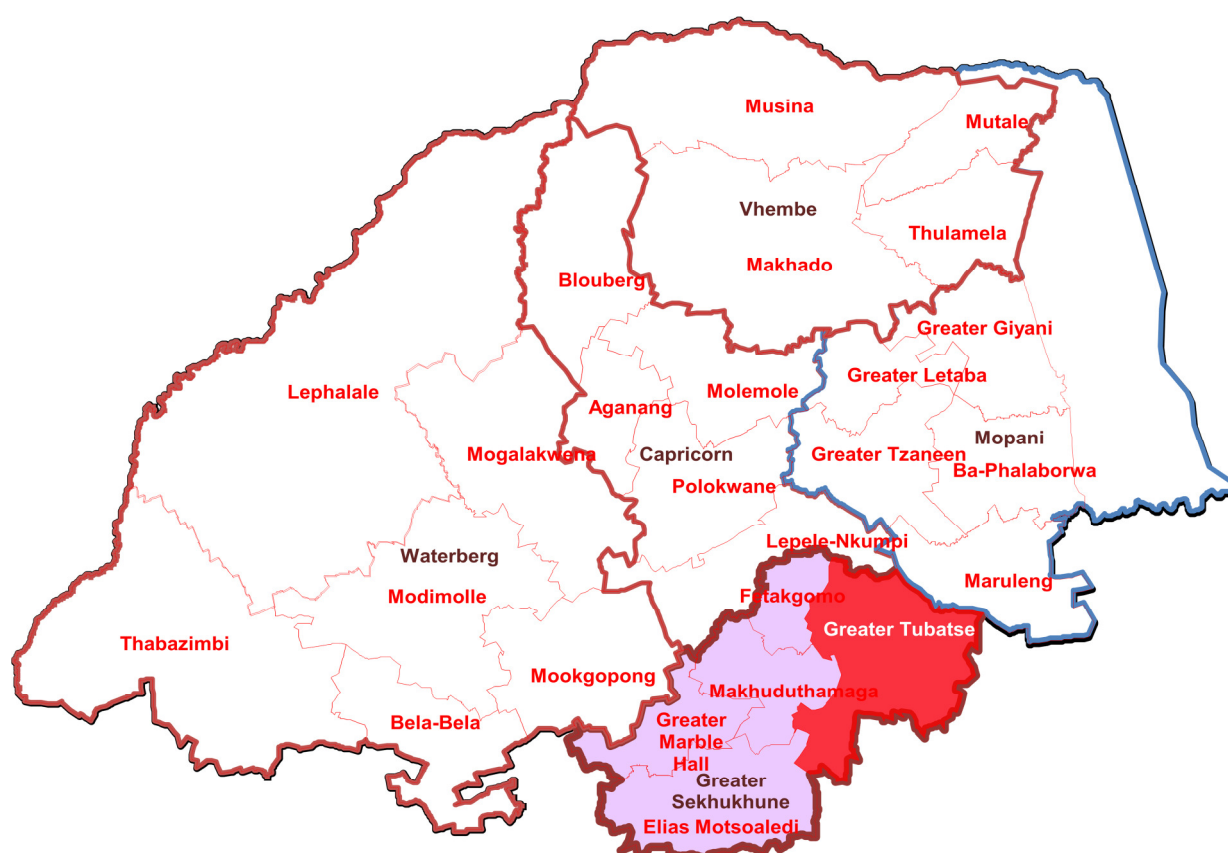 Musina
Mutale
Vhembe
Thulamela
Makhado
Blouberg
Greater Giyani
Greater Letaba
Lephalale
Molemole
Aganang
Mopani
Mogalakwena
Capricorn
Greater Tzaneen
Ba-Phalaborwa
Polokwane
Lepele-Nkumpi
Waterberg
Maruleng
Modimolle
Fetakgomo
Greater Tubatse
Thabazimbi
Mookgopong
Makhuduthamaga
Bela-Bela
Greater
Marble
Hall
Greater
Sekhukhune
Elias Motsoaledi